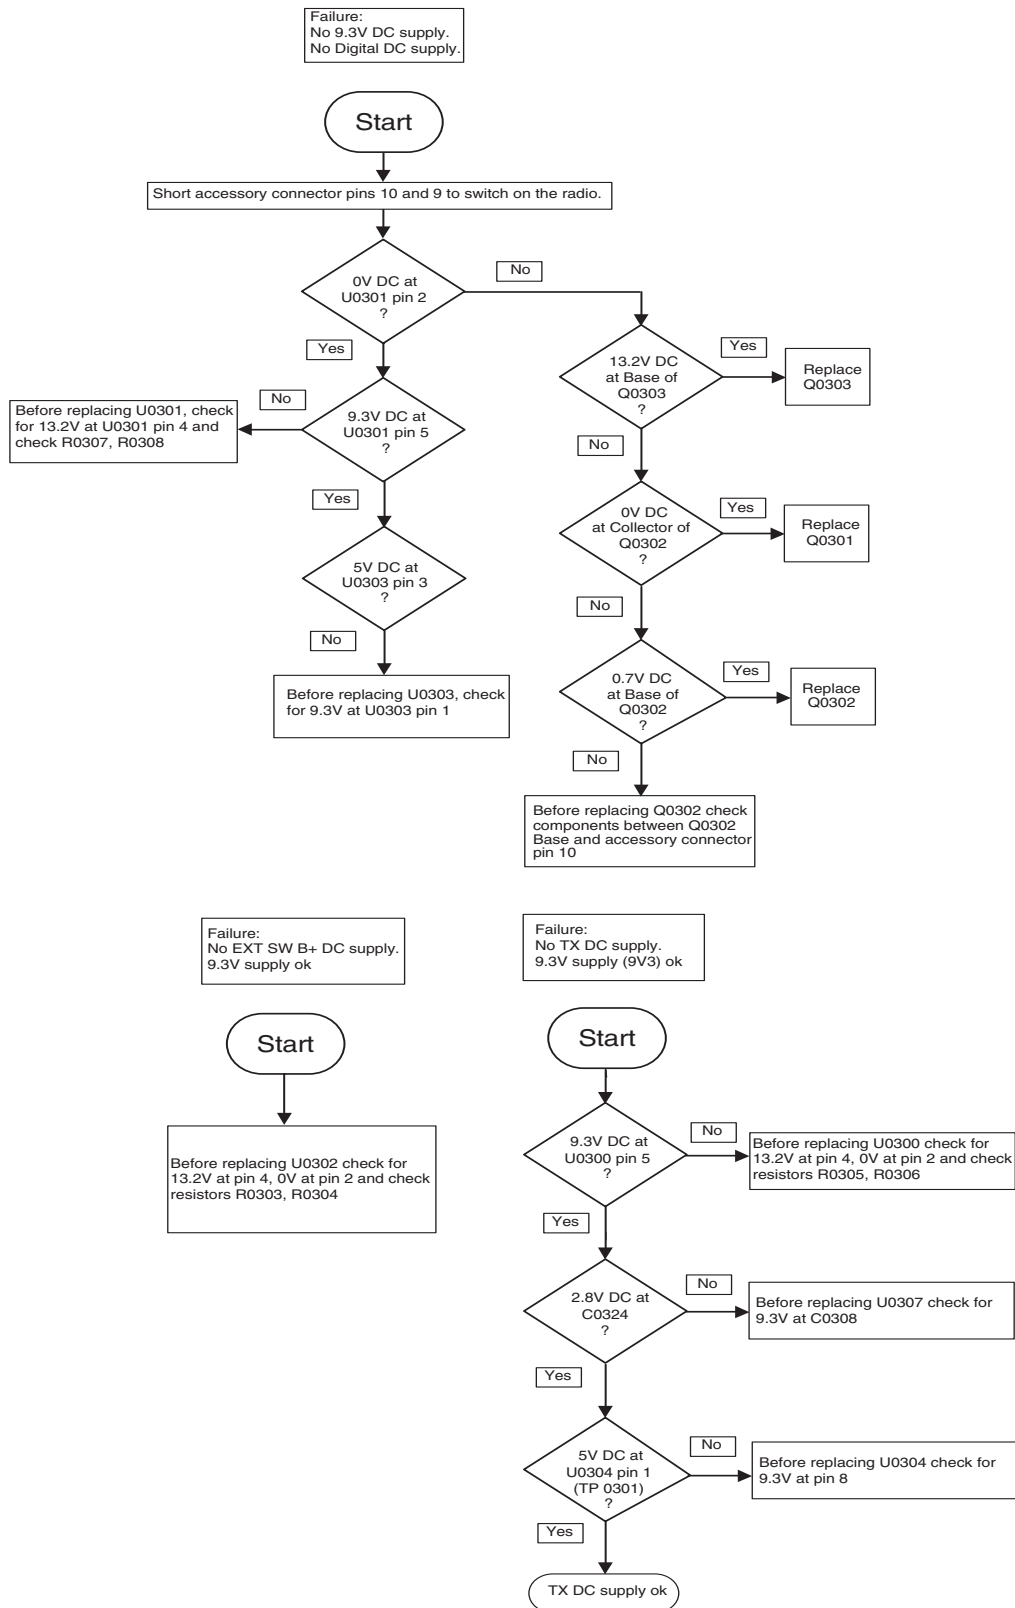 Failure:
No 9.3V DC supply.
No Digital DC supply.
Start
Short accessory connector pins 10 and 9 to switch on the radio.
0V DC at
U0301 pin 2
?
No
Yes
13.2V DC
at Base of
Q0303
?
Yes
Replace
Q0303
No
9.3V DC at
U0301 pin 5
?
No
Before replacing U0301, check
for 13.2V at U0301 pin 4 and
check R0307, R0308
Yes
0V DC
at Collector of
Q0302
?
Yes
Replace
Q0301
No
5V DC at
U0303 pin 3
?
No
Before replacing U0303, check
for 9.3V at U0303 pin 1
0.7V DC
at Base of
Q0302
?
Yes
Replace
Q0302
No
Before replacing Q0302 check
components between Q0302
Base and accessory connector
pin 10
Failure:
No EXT SW B+ DC supply.
9.3V supply ok
Start
Before replacing U0302 check for
13.2V at pin 4, 0V at pin 2 and check
resistors R0303, R0304
Failure:
No TX DC supply.
9.3V supply (9V3) ok
Start
9.3V DC at
U0300 pin 5
?
No
Before replacing U0300 check for
13.2V at pin 4, 0V at pin 2 and check
resistors R0305, R0306
Yes
2.8V DC at
C0324
?
No
Before replacing U0307 check for
9.3V at C0308
Yes
5V DC at
U0304 pin 1
(TP 0301)
?
No
Before replacing U0304 check for
9.3V at pin 8
Yes
TX DC supply ok